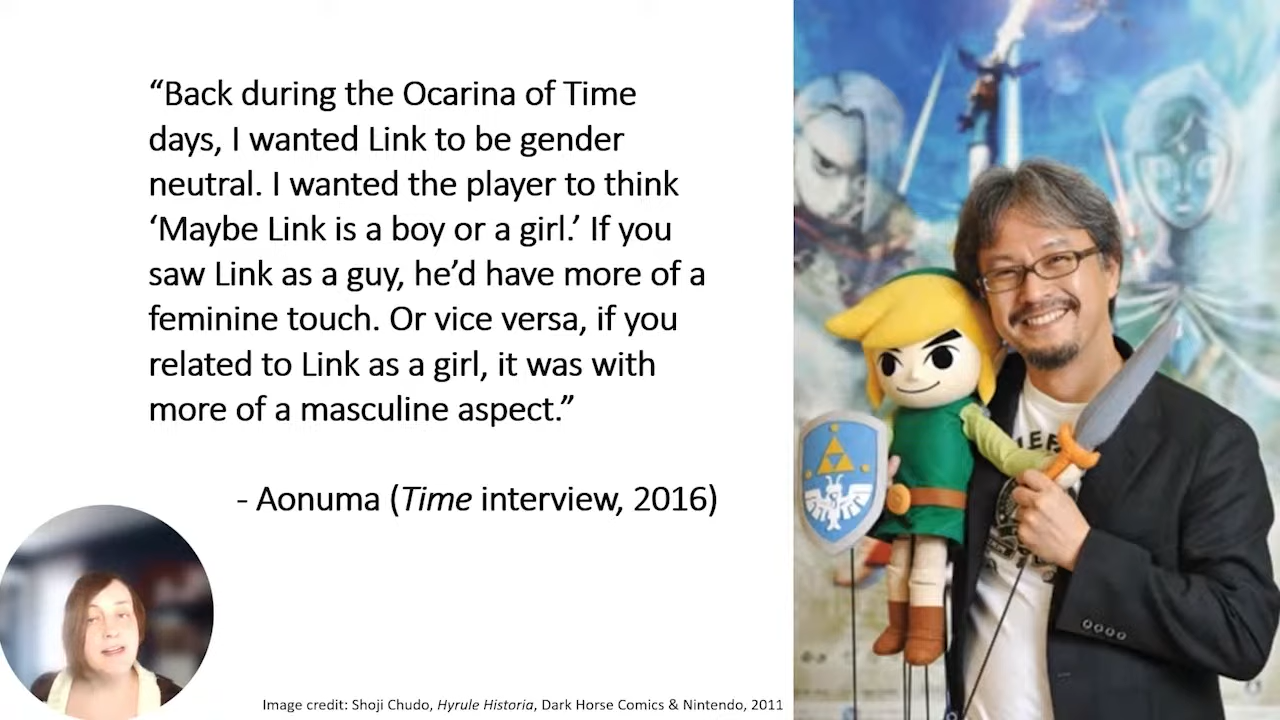 “Back during the Ocarina of Time
days, I wanted Link to be gender
neutral. I wanted the player to think
‘Maybe Link is a boy or a girl.’ If you
saw Link as a guy, he’d have more of a
feminine touch. Or vice versa, if you
related to Link as a girl, it was with
more of a masculine aspect.”
- Aonuma (Time interview, 2016)
Image credit: Shoji Chudo, Hyrule Historia, Dark Horse Comics & Nintendo, 2011